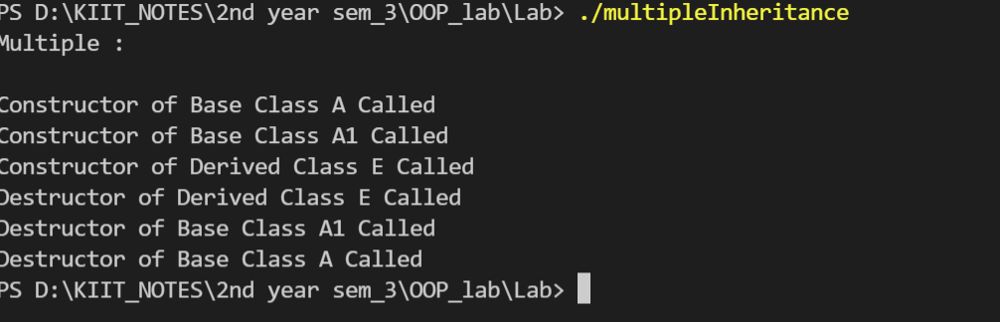 PS D:\KIIT_NOTES\2nd year sem_3\OOP_lab\Lab> ./multipleInheritance
Multiple :
Constructor of Base Class A Called
Constructor of Base Class A1 Called
Constructor of Derived Class E Called
Destructor of Derived Class E Called
Destructor of Base Class A1 Called
Destructor of Base Class A Called
PS D:\KIIT_NOTES\2nd year sem_3\OOP_lab\Lab>